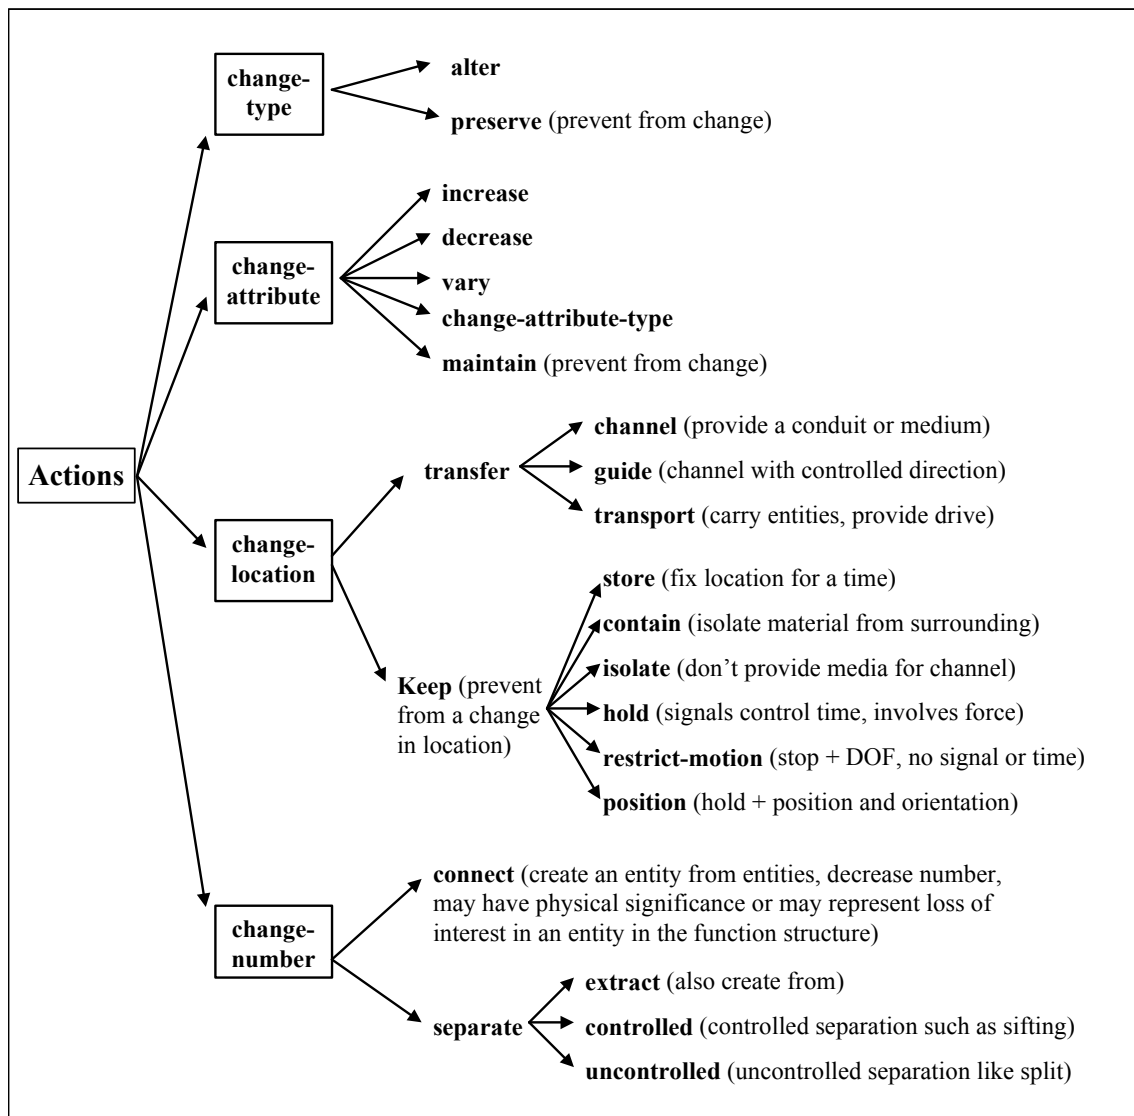 change-
type
alter
preserve (prevent from change)
change-
attribute
increase
decrease
vary
change-attribute-type
maintain (prevent from change)
Actions
change-
location
transfer
channel (provide a conduit or medium)
guide (channel with controlled direction)
transport (carry entities, provide drive)
Keep (prevent
from a change
in location)
store (fix location for a time)
contain (isolate material from surrounding)
isolate (don’t provide media for channel)
hold (signals control time, involves force)
restrict-motion (stop + DOF, no signal or time)
position (hold + position and orientation)
change-
number
connect (create an entity from entities, decrease number,
may have physical significance or may represent loss of
interest in an entity in the function structure)
separate
extract (also create from)
controlled (controlled separation such as sifting)
uncontrolled (uncontrolled separation like split)